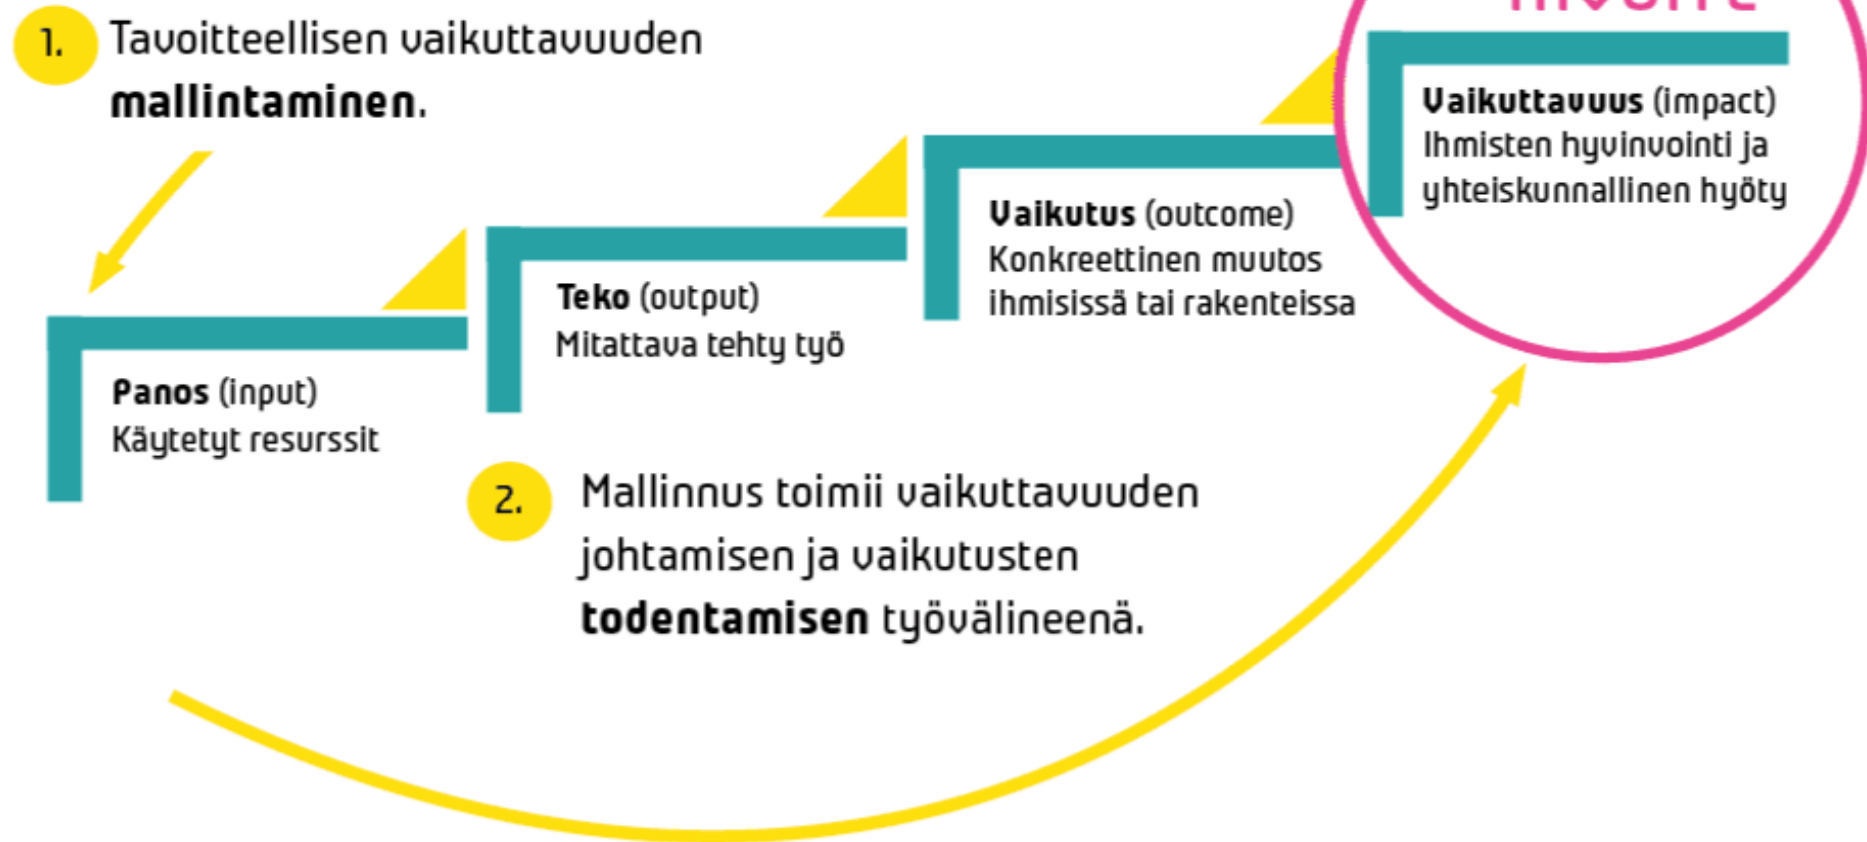 1.
Tavoitteellisen vaikuttavuuden
mallintaminen.
Vaikuttavuus (impact)
Ihmisten hyvinvointi ja
yhteiskunnallinen hyöty
Vaikutus (outcome)
Konkreettinen muutos
ihmisissä tai rakenteissa
Teko (output)
Mitattava tehty työ
Panos (input)
Käytetyt resurssit
2.
Mallinnus toimii vaikuttavuuden
johtamisen ja vaikutusten
todentamisen työvälineenä.